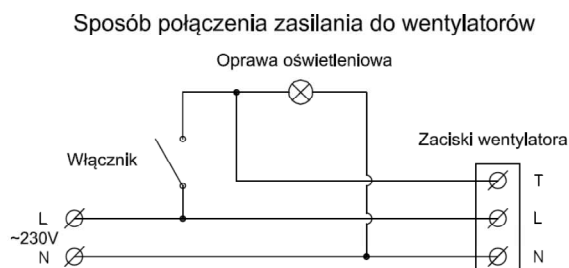 Sposób połączenia zasilania do wentylatorów
Oprawa oświetleniowa
Zaciski wentylatora
Włącznik
T
L
L
~230V
N
N